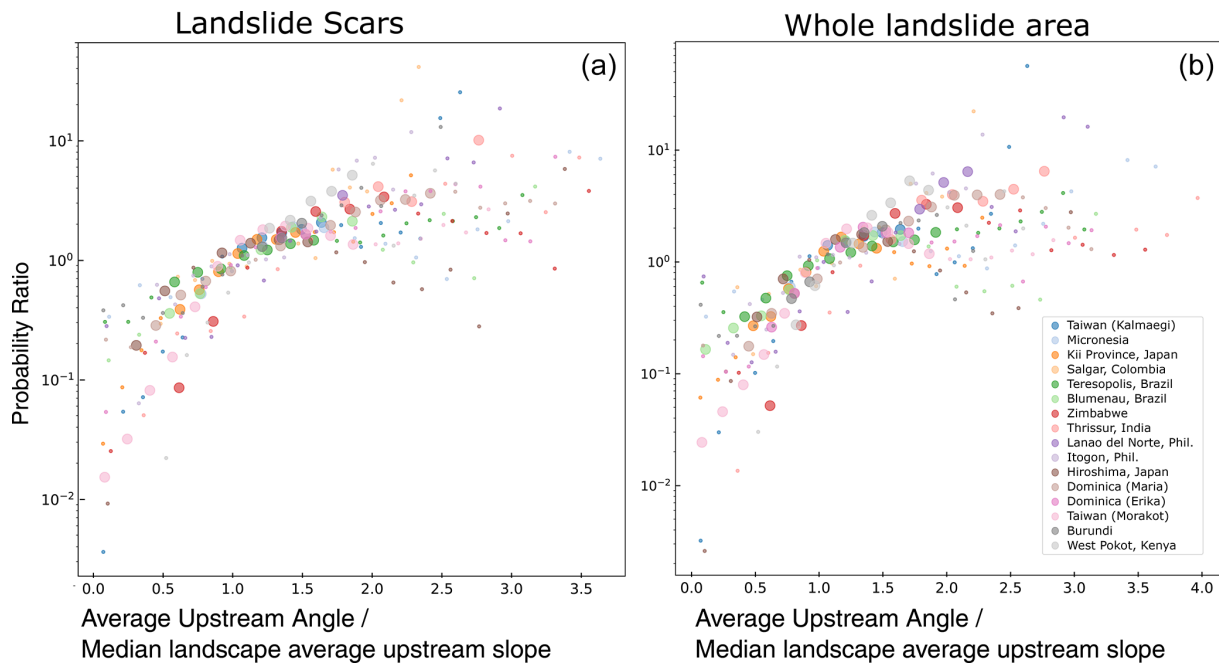 Landslide Scars
(a)
10¹
10⁰
10⁻¹
10⁻²
Probability Ratio
0.0 0.5 1.0 1.5 2.0 2.5 3.0 3.5
Average Upstream Angle /
Median landscape average upstream slope
Whole landslide area
(b)
10¹
10⁰
10⁻¹
10⁻²
Taiwan (Kalmaegi)
Micronesia
Kii Province, Japan
Salgar, Colombia
Teresopolis, Brazil
Blumenau, Brazil
Zimbabwe
Thrissur, India
Lanao del Norte, Phil.
Itogon, Phil.
Hiroshima, Japan
Dominica (Maria)
Dominica (Erika)
Taiwan (Morakot)
Burundi
West Pokot, Kenya
0.0 0.5 1.0 1.5 2.0 2.5 3.0 3.5 4.0
Average Upstream Angle /
Median landscape average upstream slope